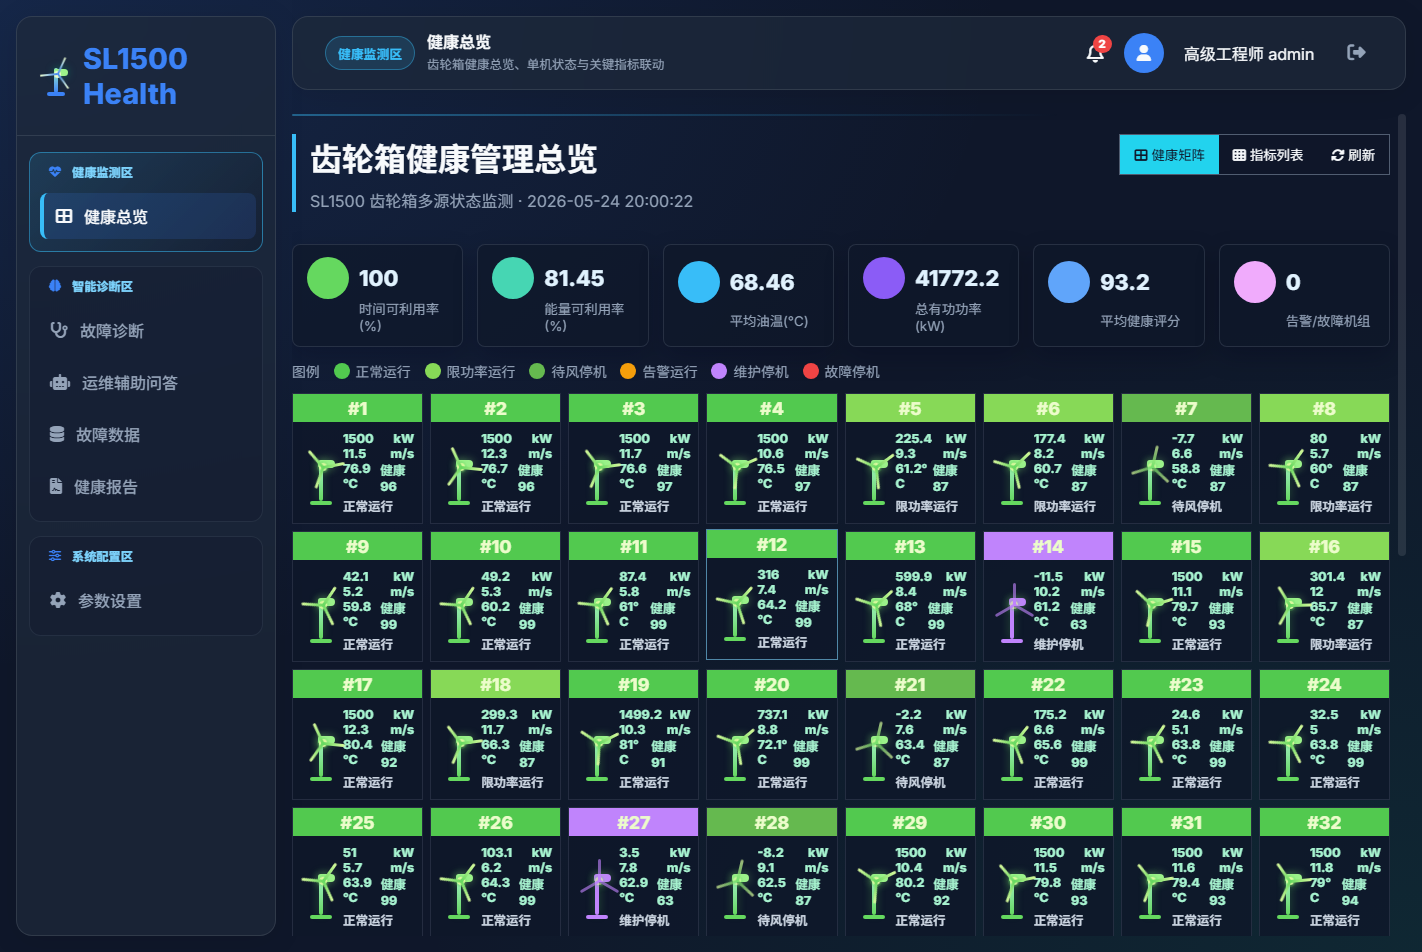 SL1500
Health
健康监测区
健康总览
智能诊断区
故障诊断
运维辅助问答
故障数据
健康报告
系统配置区
参数设置
健康监测区
健康总览
齿轮箱健康总览、单机状态与关键指标联动
2
高级工程师 admin
齿轮箱健康管理总览
SL1500 齿轮箱多源状态监测 · 2026-05-24 20:00:22
健康矩阵 指标列表 刷新
100
时间可利用率
(%)
81.45
能量可利用率
(%)
68.46
平均油温(°C)
41772.2
总有功功率
(kW)
93.2
平均健康评分
0
告警/故障机组
图例 正常运行 限功率运行 待风停机 告警运行 维护停机 故障停机
#1
1500 kW
11.5 m/s
76.9 健康
°C 96
正常运行
#2
1500 kW
12.3 m/s
76.7 健康
°C 96
正常运行
#3
1500 kW
11.7 m/s
76.6 健康
°C 97
正常运行
#4
1500 kW
10.6 m/s
76.5 健康
°C 97
正常运行
#5
225.4 kW
9.3 m/s
61.2° 健康
C 87
限功率运行
#6
177.4 kW
8.2 m/s
60.7 健康
°C 87
限功率运行
#7
-7.7 kW
6.6 m/s
58.8 健康
°C 87
待风停机
#8
80 kW
5.7 m/s
60° 健康
C 87
限功率运行
#9
42.1 kW
5.2 m/s
59.8 健康
°C 99
正常运行
#10
49.2 kW
5.3 m/s
60.2 健康
°C 99
正常运行
#11
87.4 kW
5.8 m/s
61° 健康
C 99
正常运行
#12
316 kW
7.4 m/s
64.2 健康
°C 99
正常运行
#13
599.9 kW
8.4 m/s
68° 健康
C 99
正常运行
#14
-11.5 kW
10.2 m/s
61.2 健康
°C 63
维护停机
#15
1500 kW
11.1 m/s
79.7 健康
°C 93
正常运行
#16
301.4 kW
12 m/s
65.7 健康
°C 87
限功率运行
#17
1500 kW
12.3 m/s
80.4 健康
°C 92
正常运行
#18
299.3 kW
11.7 m/s
66.3 健康
°C 87
限功率运行
#19
1499.2 kW
10.3 m/s
81° 健康
C 91
正常运行
#20
737.1 kW
8.8 m/s
72.1° 健康
C 99
正常运行
#21
-2.2 kW
7.6 m/s
63.4 健康
°C 87
待风停机
#22
175.2 kW
6.6 m/s
65.6 健康
°C 99
正常运行
#23
24.6 kW
5.1 m/s
63.8 健康
°C 99
正常运行
#24
32.5 kW
5 m/s
63.8 健康
°C 99
正常运行
#25
51 kW
5.7 m/s
63.9 健康
°C 99
正常运行
#26
103.1 kW
6.2 m/s
64.3 健康
°C 99
正常运行
#27
3.5 kW
7.8 m/s
62.9 健康
°C 63
维护停机
#28
-8.2 kW
9.1 m/s
62.5 健康
°C 87
待风停机
#29
1500 kW
10.4 m/s
80.2 健康
°C 92
正常运行
#30
1500 kW
11.5 m/s
79.8 健康
°C 93
正常运行
#31
1500 kW
11.6 m/s
79.4 健康
°C 93
正常运行
#32
1500 kW
11.8 m/s
79° 健康
C 94
正常运行